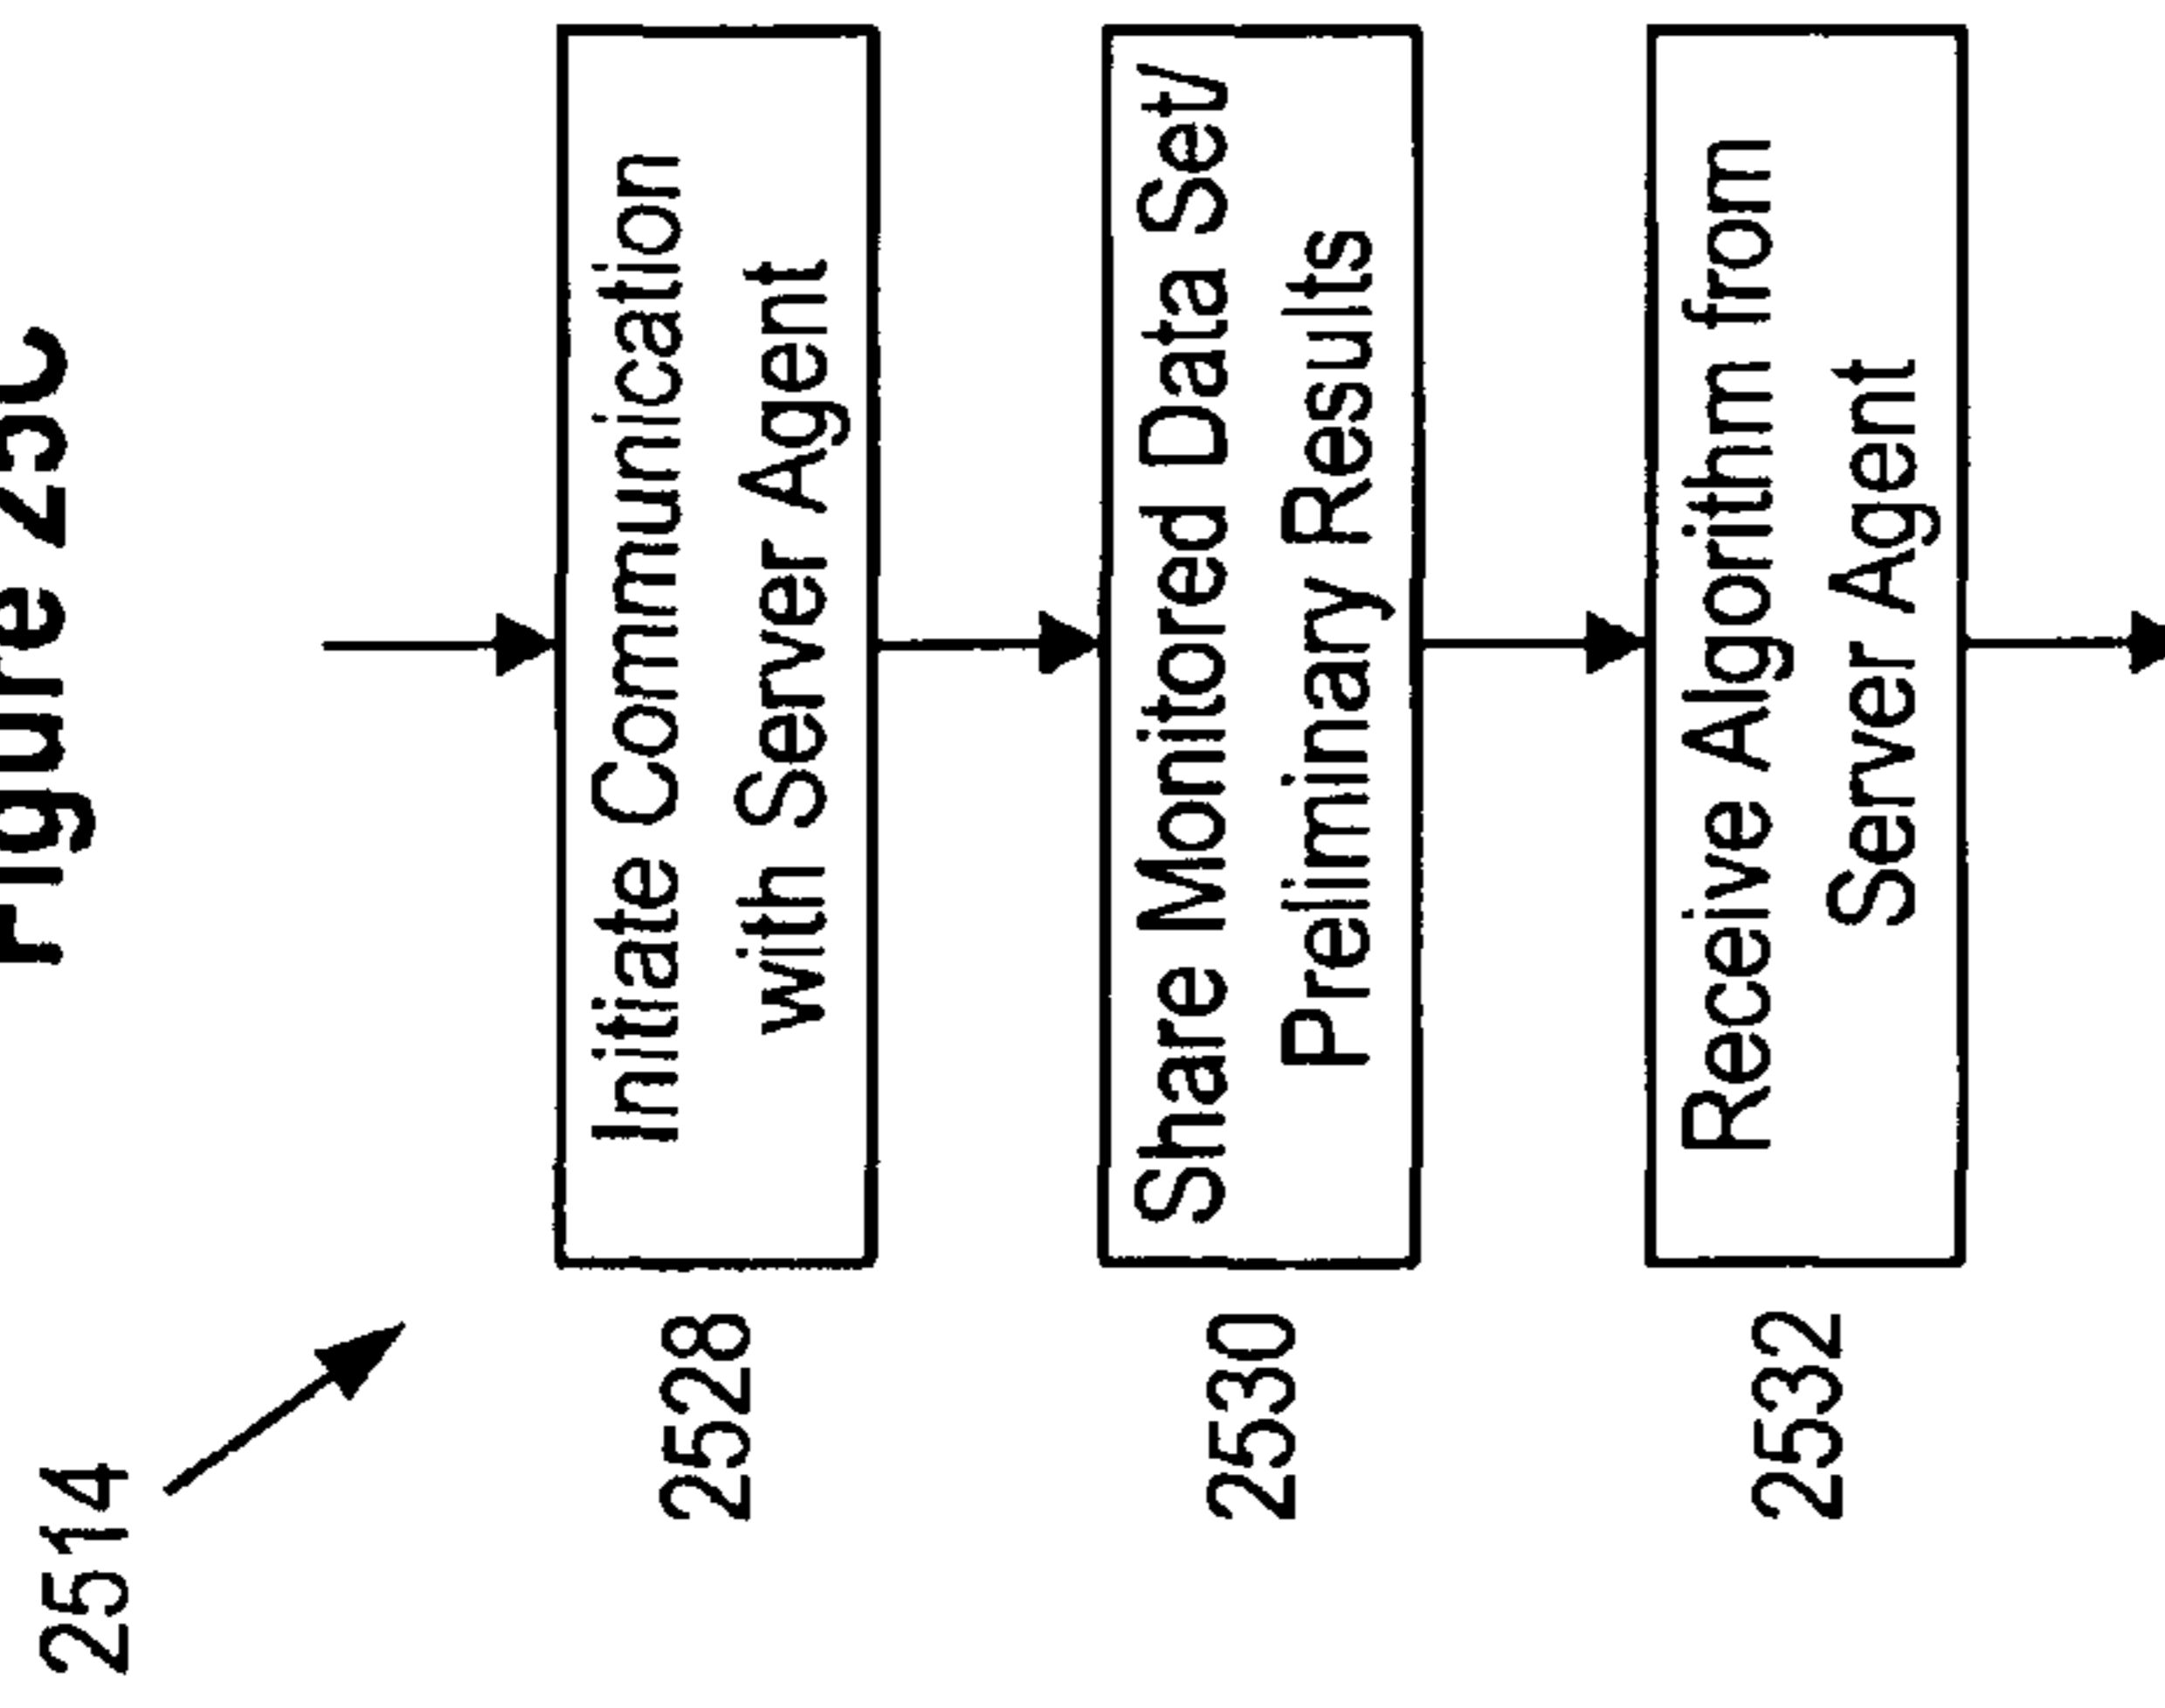 Figure 25C
2514
Initiate Communication
with Server Agent
2528
Share Monitored Data Set/
Preliminary Results
2530
Receive Algorithm from
Server Agent
2532